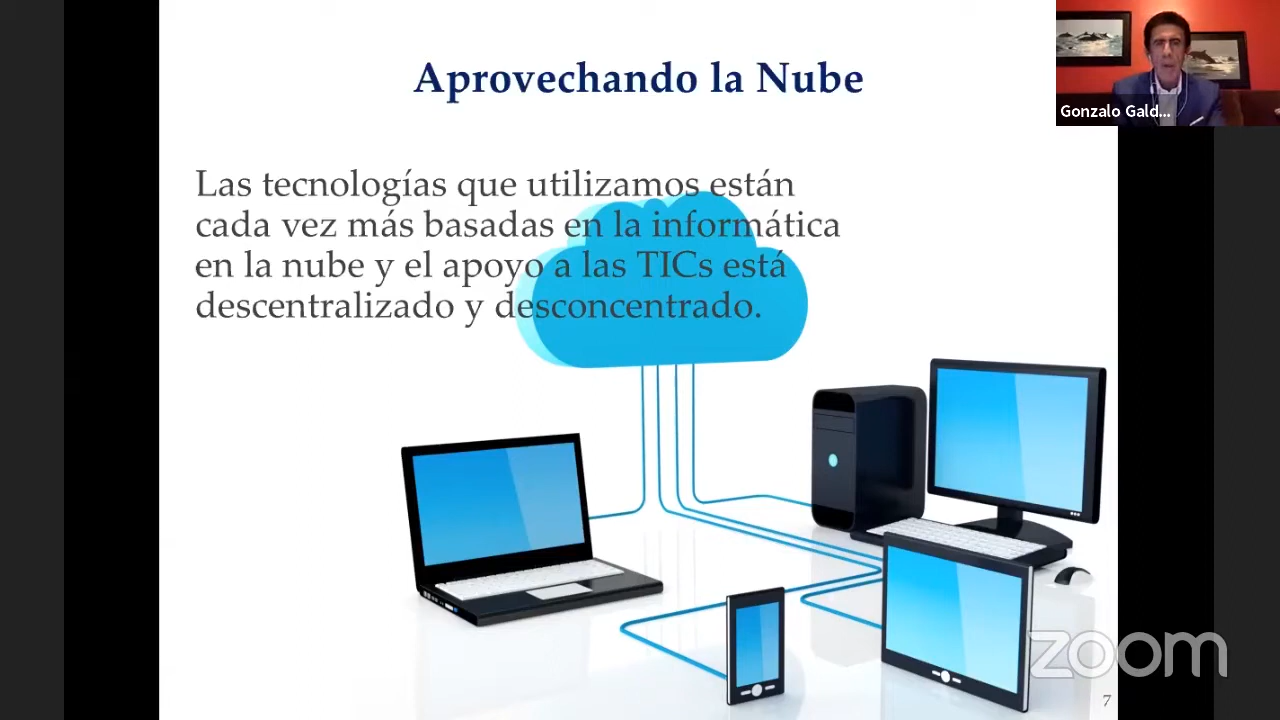 Aprovechando la Nube
Gonzalo Gald...
Las tecnologías que utilizamos están
cada vez más basadas en la informática
en la nube y el apoyo a las TICs está
descentralizado y desconcentrado.
zoom
7